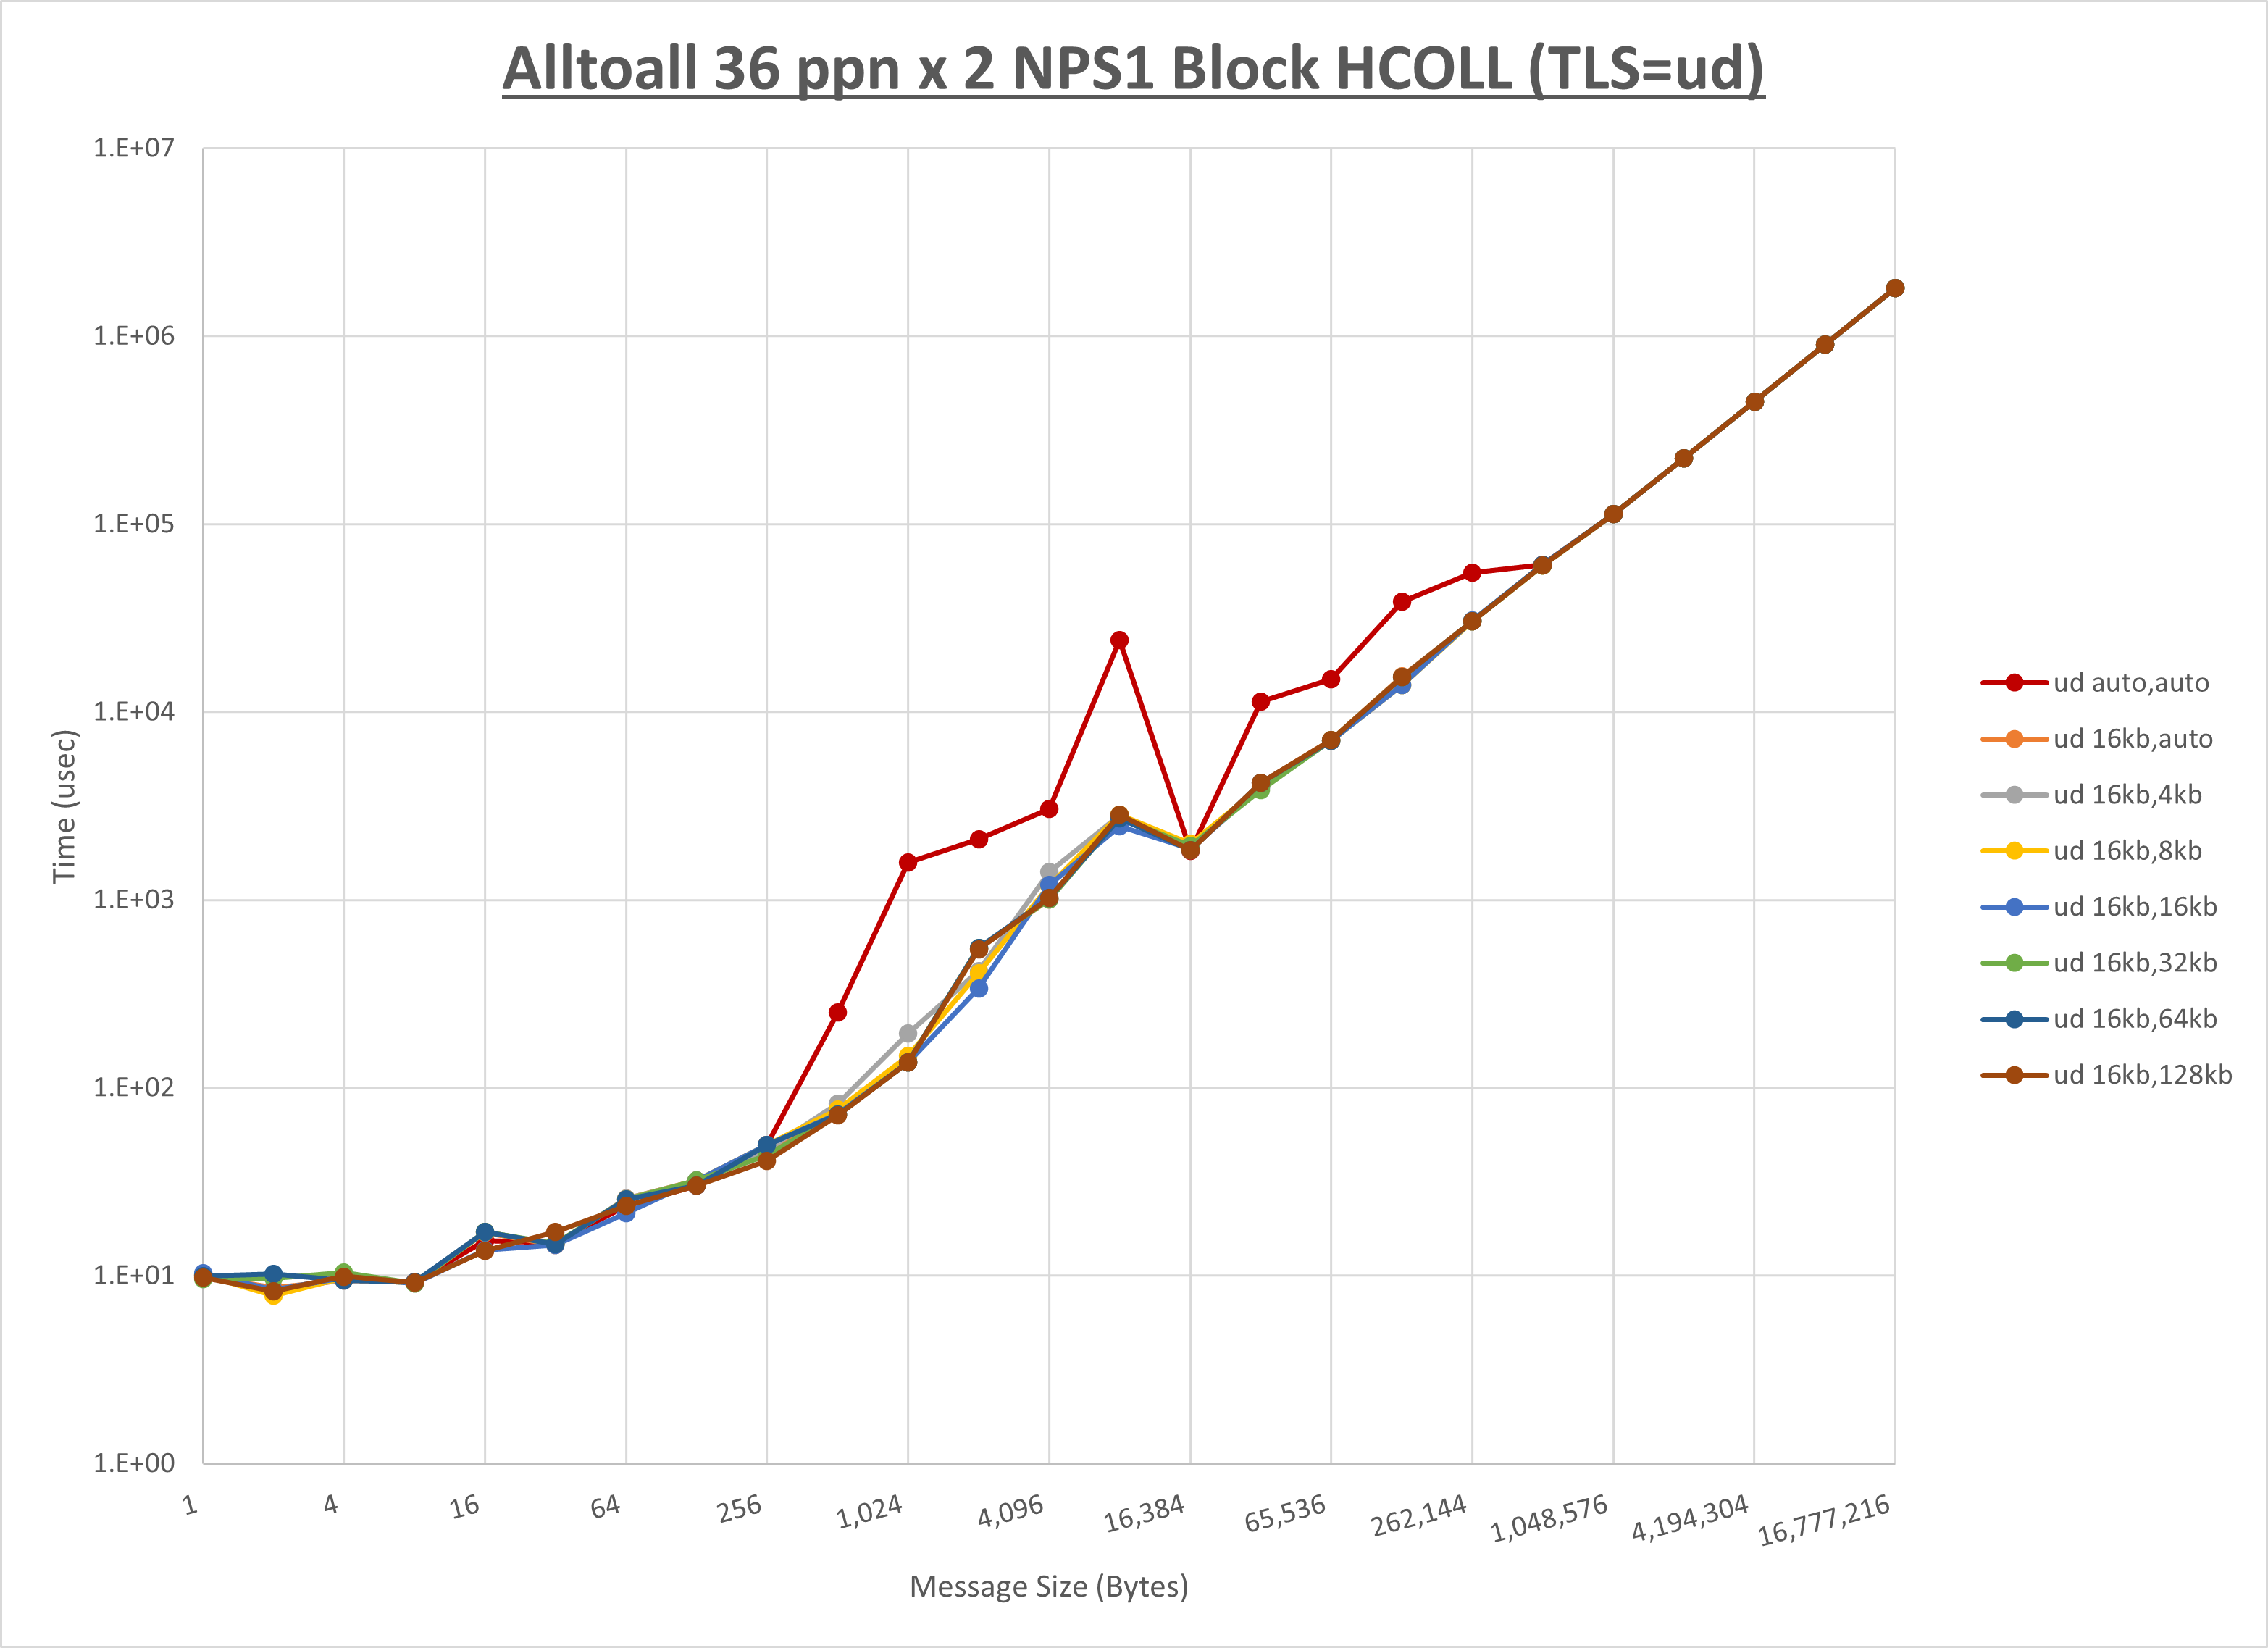 Alltoall 36 ppn x 2 NPS1 Block HCOLL (TLS=ud)
1.E+07
1.E+06
1.E+05
1.E+04
1.E+03
1.E+02
1.E+01
1.E+00
Time (usec)
1
4
16
64
256
1,024
4,096
16,384
65,536
262,144
1,048,576
4,194,304
16,777,216
Message Size (Bytes)
ud auto,auto
ud 16kb,auto
ud 16kb,4kb
ud 16kb,8kb
ud 16kb,16kb
ud 16kb,32kb
ud 16kb,64kb
ud 16kb,128kb